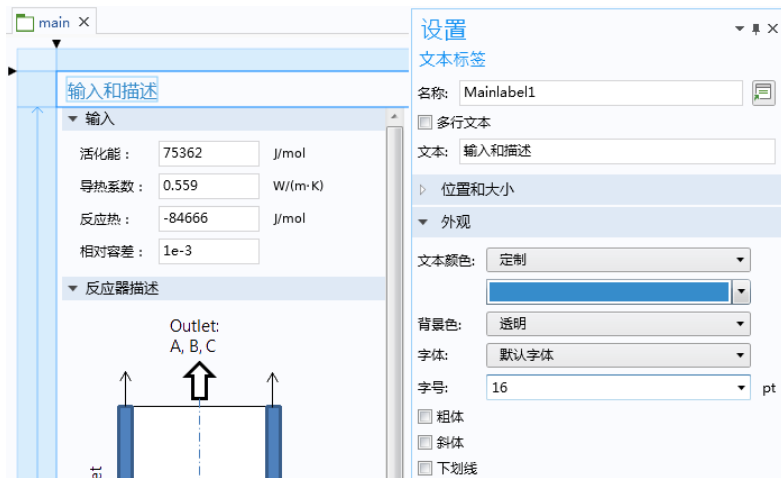 main
输入和描述
输入
活化能： 75362 J/mol
导热系数： 0.559 W/(m·K)
反应热： -84666 J/mol
相对容差： 1e-3
反应器描述
Outlet:
A, B, C
设置
文本标签
名称: Mainlabel1
多行文本
文本: 输入和描述
位置和大小
外观
文本颜色: 定制
背景色: 透明
字体: 默认字体
字号: 16 pt
粗体
斜体
下划线